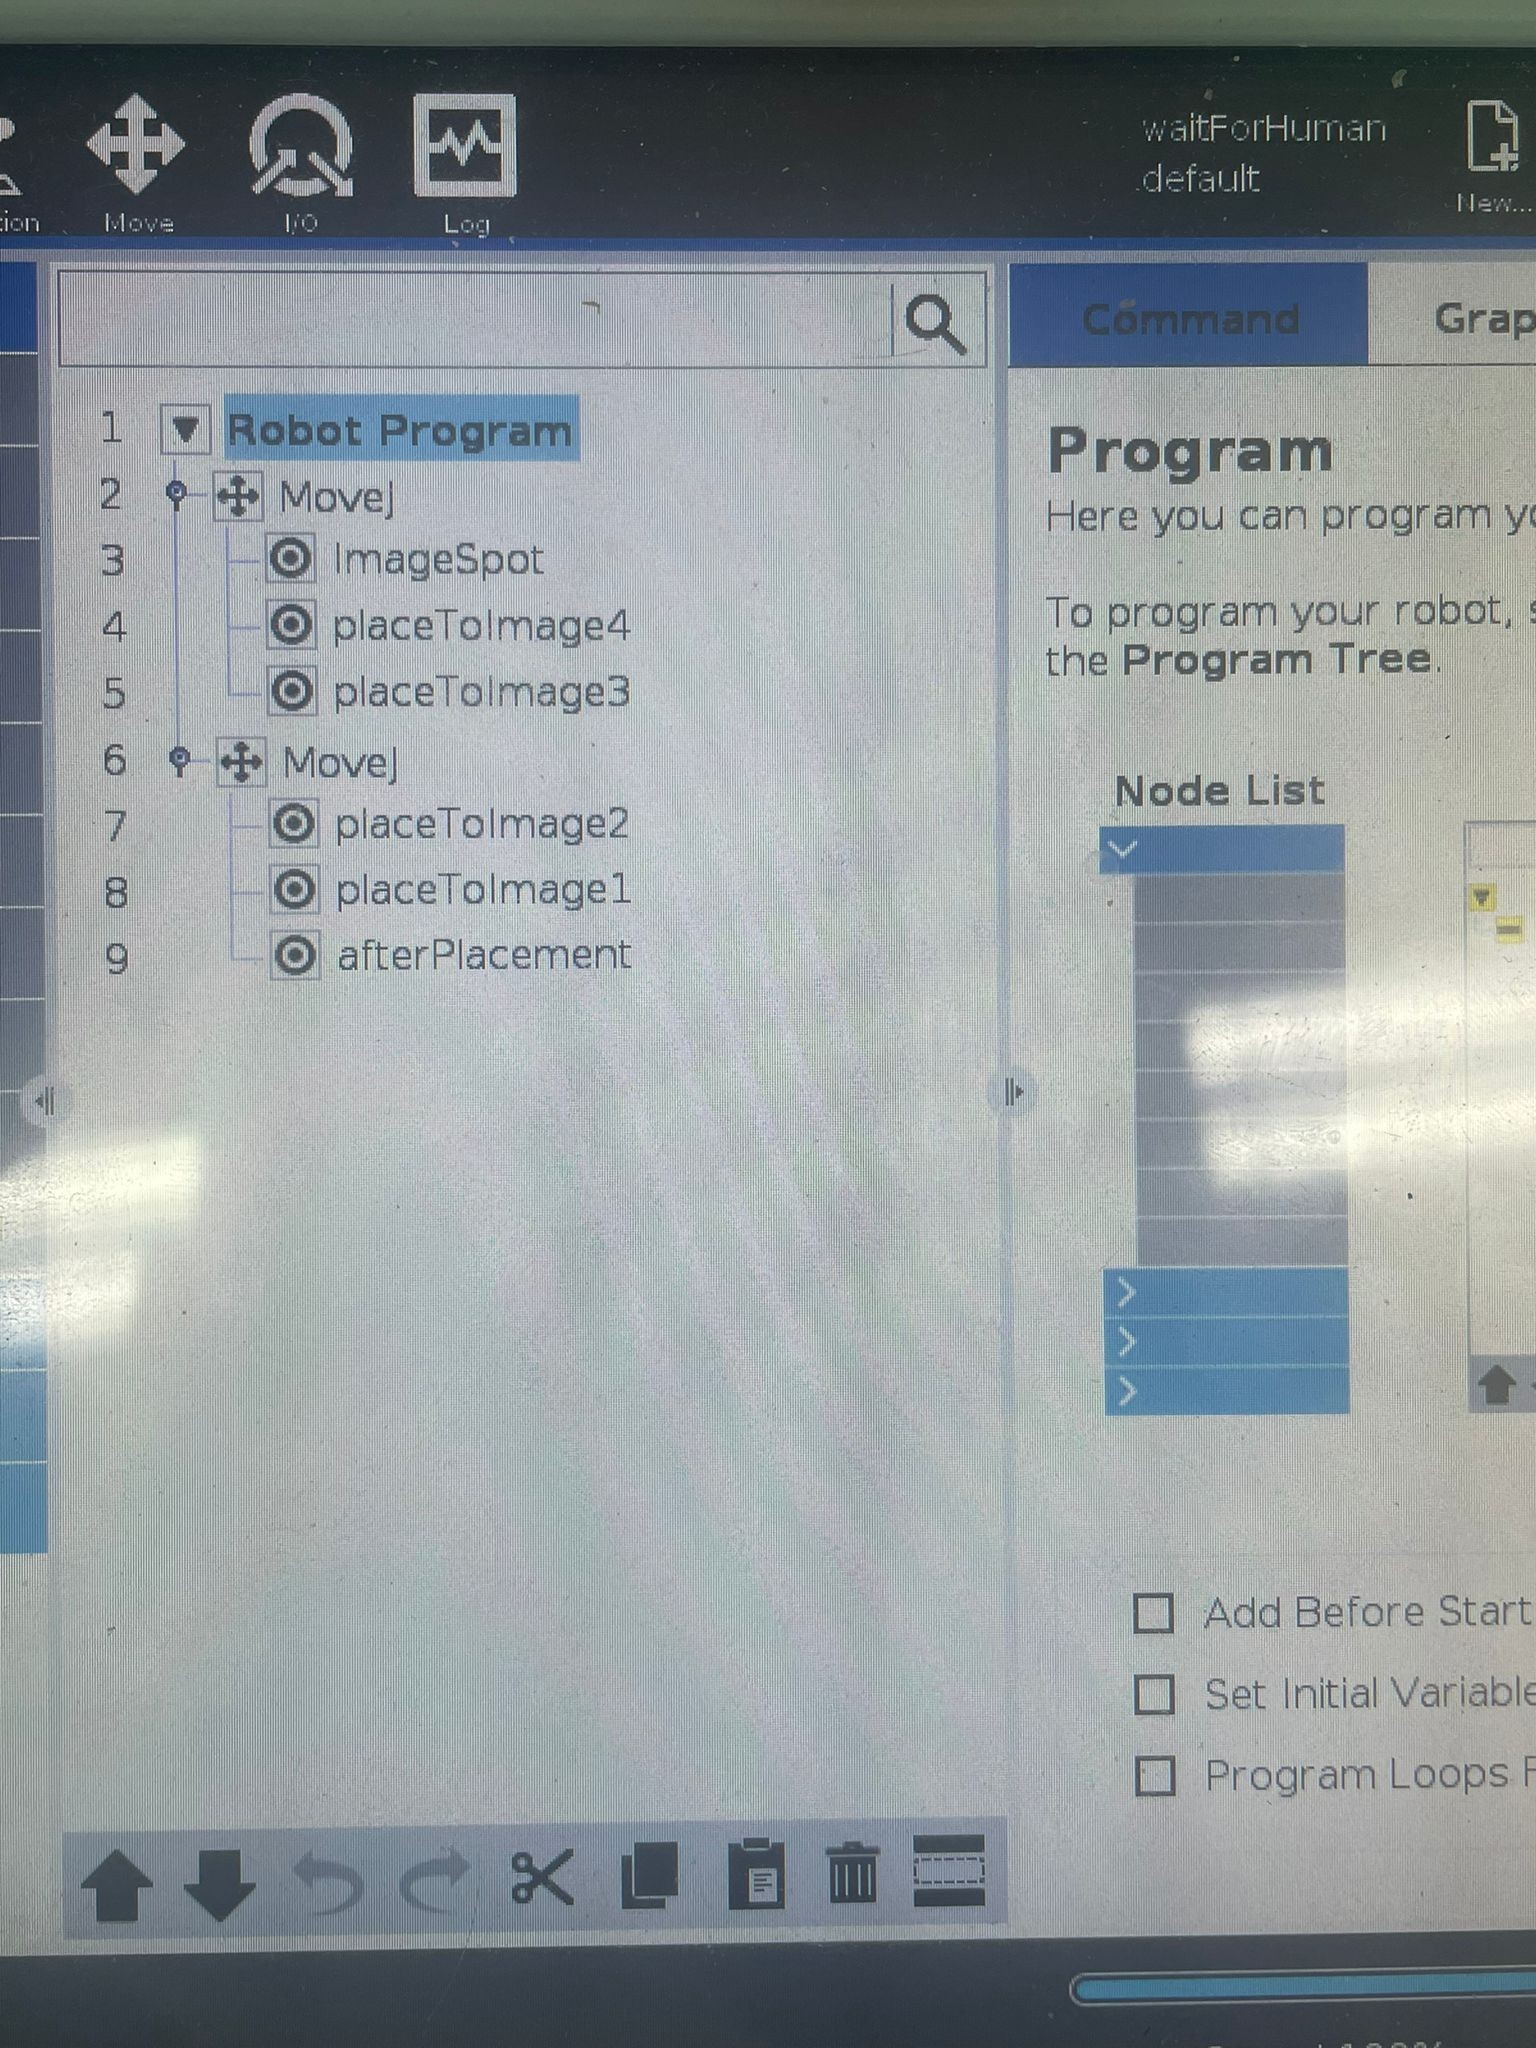 tion
Move
I/O
Log
waitForHuman
default
New...
Command
Grap
1 Robot Program
2 MoveJ
3 ImageSpot
4 placeToImage4
5 placeToImage3
6 MoveJ
7 placeToImage2
8 placeToImage1
9 afterPlacement
Program
Here you can program yo
To program your robot, s
the Program Tree.
Node List
Add Before Start
Set Initial Variable
Program Loops F